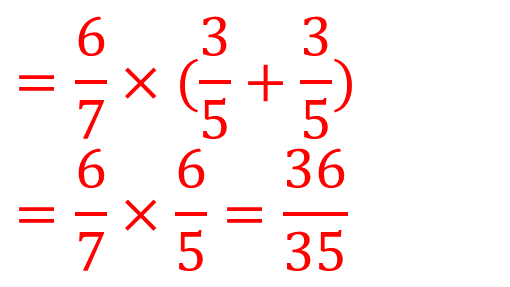 = 6/7 × (3/5 + 3/5)
= 6/7 × 6/5 = 36/35